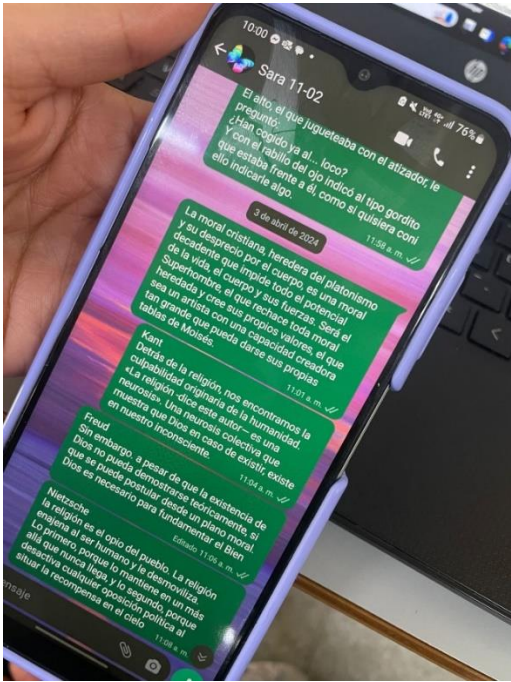 10:00
76%
Sara 11-02
El alto, el que jugueteaba con el atizador, le
preguntó:
¿Han cogido ya al... loco?
Y con el rabillo del ojo indicó al tipo gordito
que estaba frente a él, como si quisiera coni
ello indicarle algo.
11:58 a. m.
3 de abril de 2024
La moral cristiana, heredera del platonismo
y su desprecio por el cuerpo, es una moral
decadente que impide todo el potencial
de la vida, el cuerpo y sus fuerzas. Será el
Superhombre, el que rechace toda moral
heredada y cree sus propios valores, el que
sea un artista con una capacidad creadora
tan grande que pueda darse sus propias
tablas de Moisés.
11:01 a. m.
Kant
Detrás de la religión, nos encontramos la
culpabilidad originaria de la humanidad.
«La religión -dice este autor– es una
neurosis». Una neurosis colectiva que
muestra que Dios en caso de existir, existe
en nuestro inconsciente.
11:04 a. m.
Freud
Sin embargo. a pesar de que la existencia de
Dios no pueda demostrarse teóricamente, si
que se puede postular desde un plano moral.
Dios es necesario para fundamentar el Bien
Editado 11:06 a. m.
Nietzsche
la religión es el opio del pueblo. La religión
enajena al ser humano y le desmoviliza.
Lo primero, porque lo mantiene en un más
allá que nunca llega, y lo segundo, porque
desactiva cualquier oposición política al
situar la recompensa en el cielo
11:08 a. m.
ensaje
hp